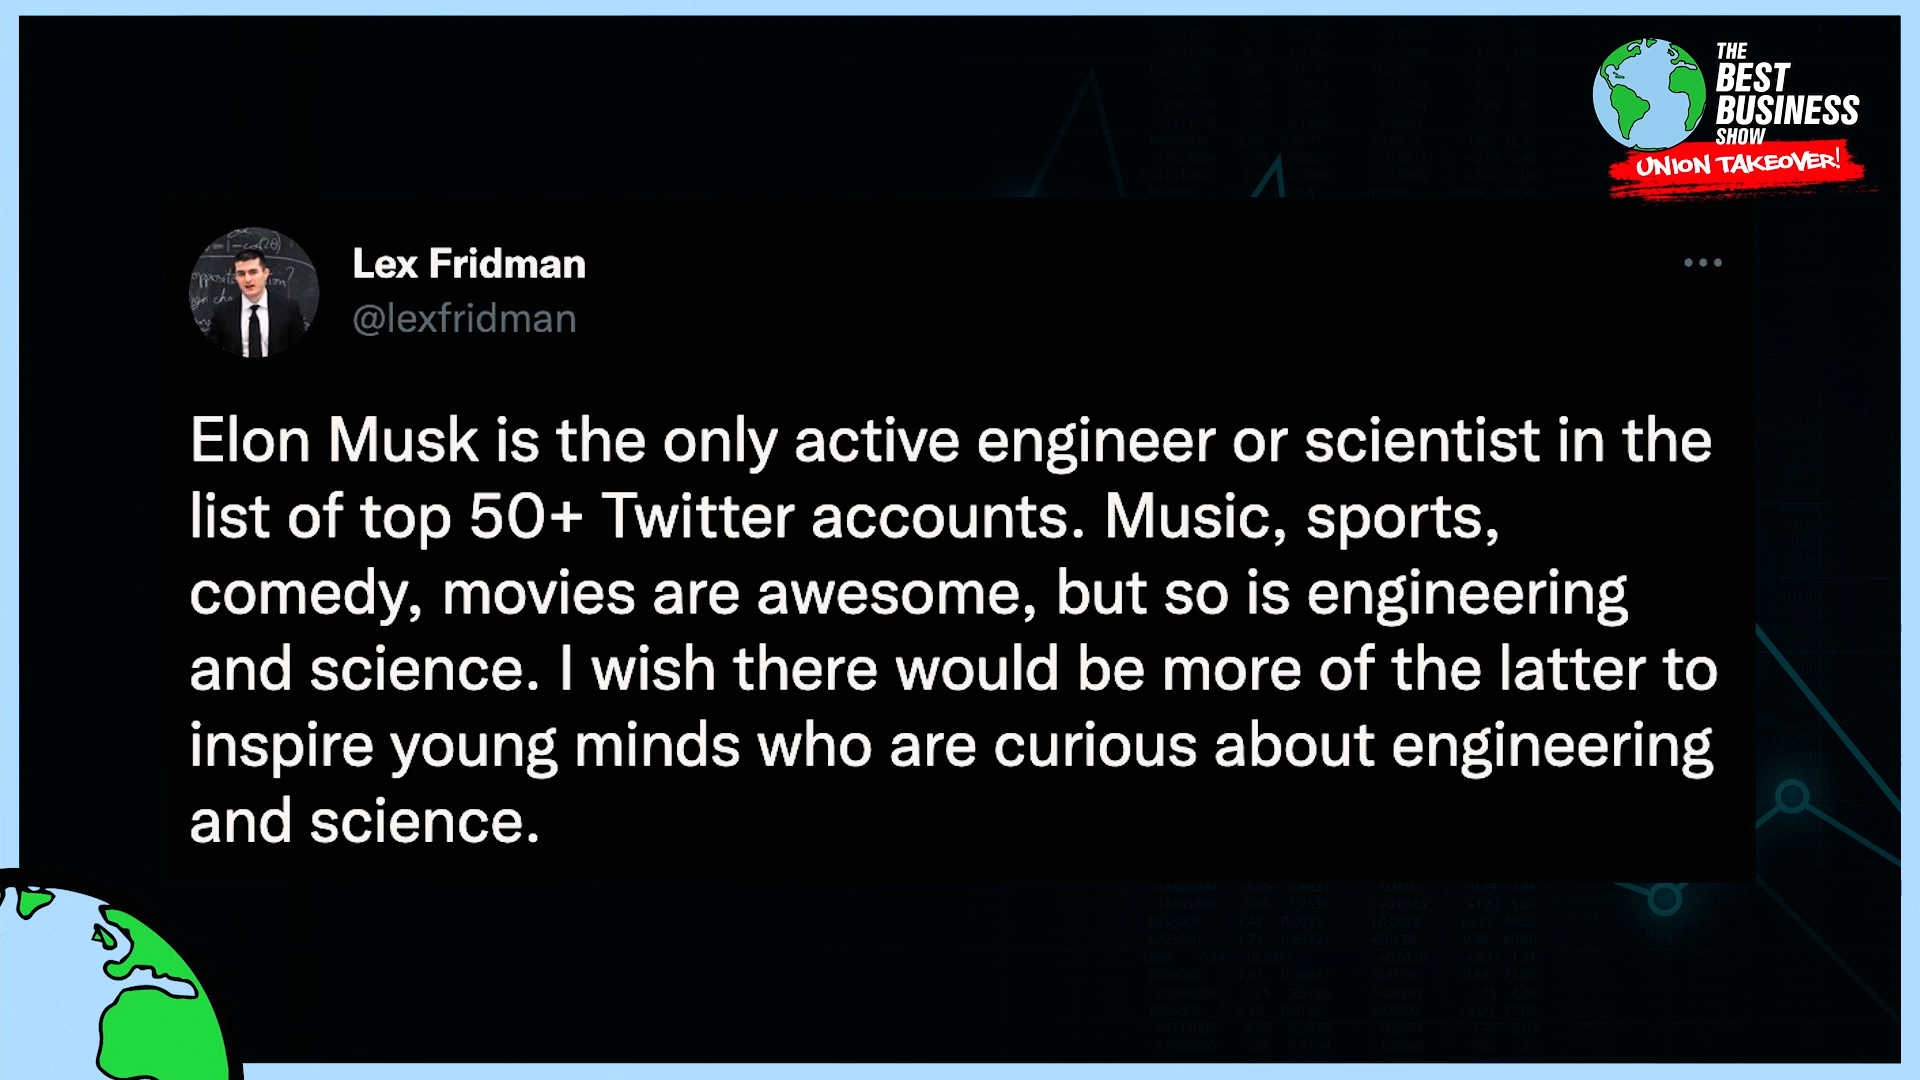 THE
BEST
BUSINESS
SHOW
UNION TAKEOVER!
Lex Fridman
@lexfridman
Elon Musk is the only active engineer or scientist in the
list of top 50+ Twitter accounts. Music, sports,
comedy, movies are awesome, but so is engineering
and science. I wish there would be more of the latter to
inspire young minds who are curious about engineering
and science.